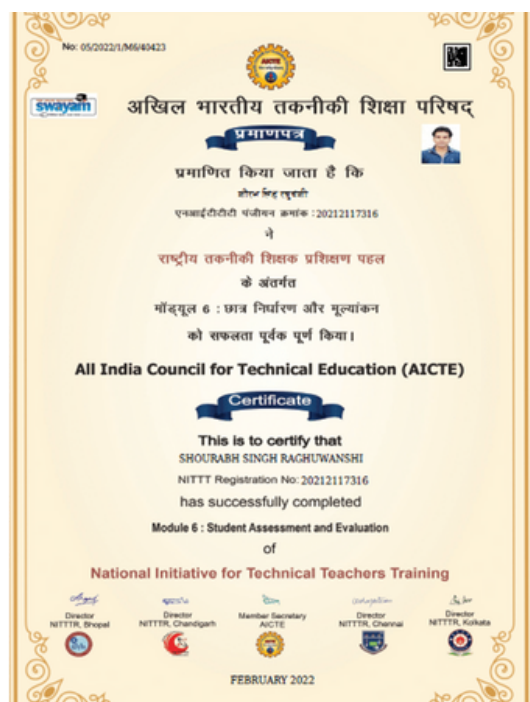 No: 05/2022/1/M6/40423
AICTE
swayam
अखिल भारतीय तकनीकी शिक्षा परिषद्
प्रमाणपत्र
प्रमाणित किया जाता है कि
सौरभ सिंह रघुवंशी
एनआईटीटीटी पंजीयन क्रमांक : 20212117316
ने
राष्ट्रीय तकनीकी शिक्षक प्रशिक्षण पहल
के अंतर्गत
मॉड्यूल 6 : छात्र निर्धारण और मूल्यांकन
को सफलता पूर्वक पूर्ण किया।
All India Council for Technical Education (AICTE)
Certificate
This is to certify that
SHOURABH SINGH RAGHUWANSHI
NITTT Registration No: 20212117316
has successfully completed
Module 6 : Student Assessment and Evaluation
of
National Initiative for Technical Teachers Training
Director Director Member Secretary Director Director
NITTTR, Bhopal NITTTR, Chandigarh AICTE NITTTR, Chennai NITTTR, Kolkata
FEBRUARY 2022